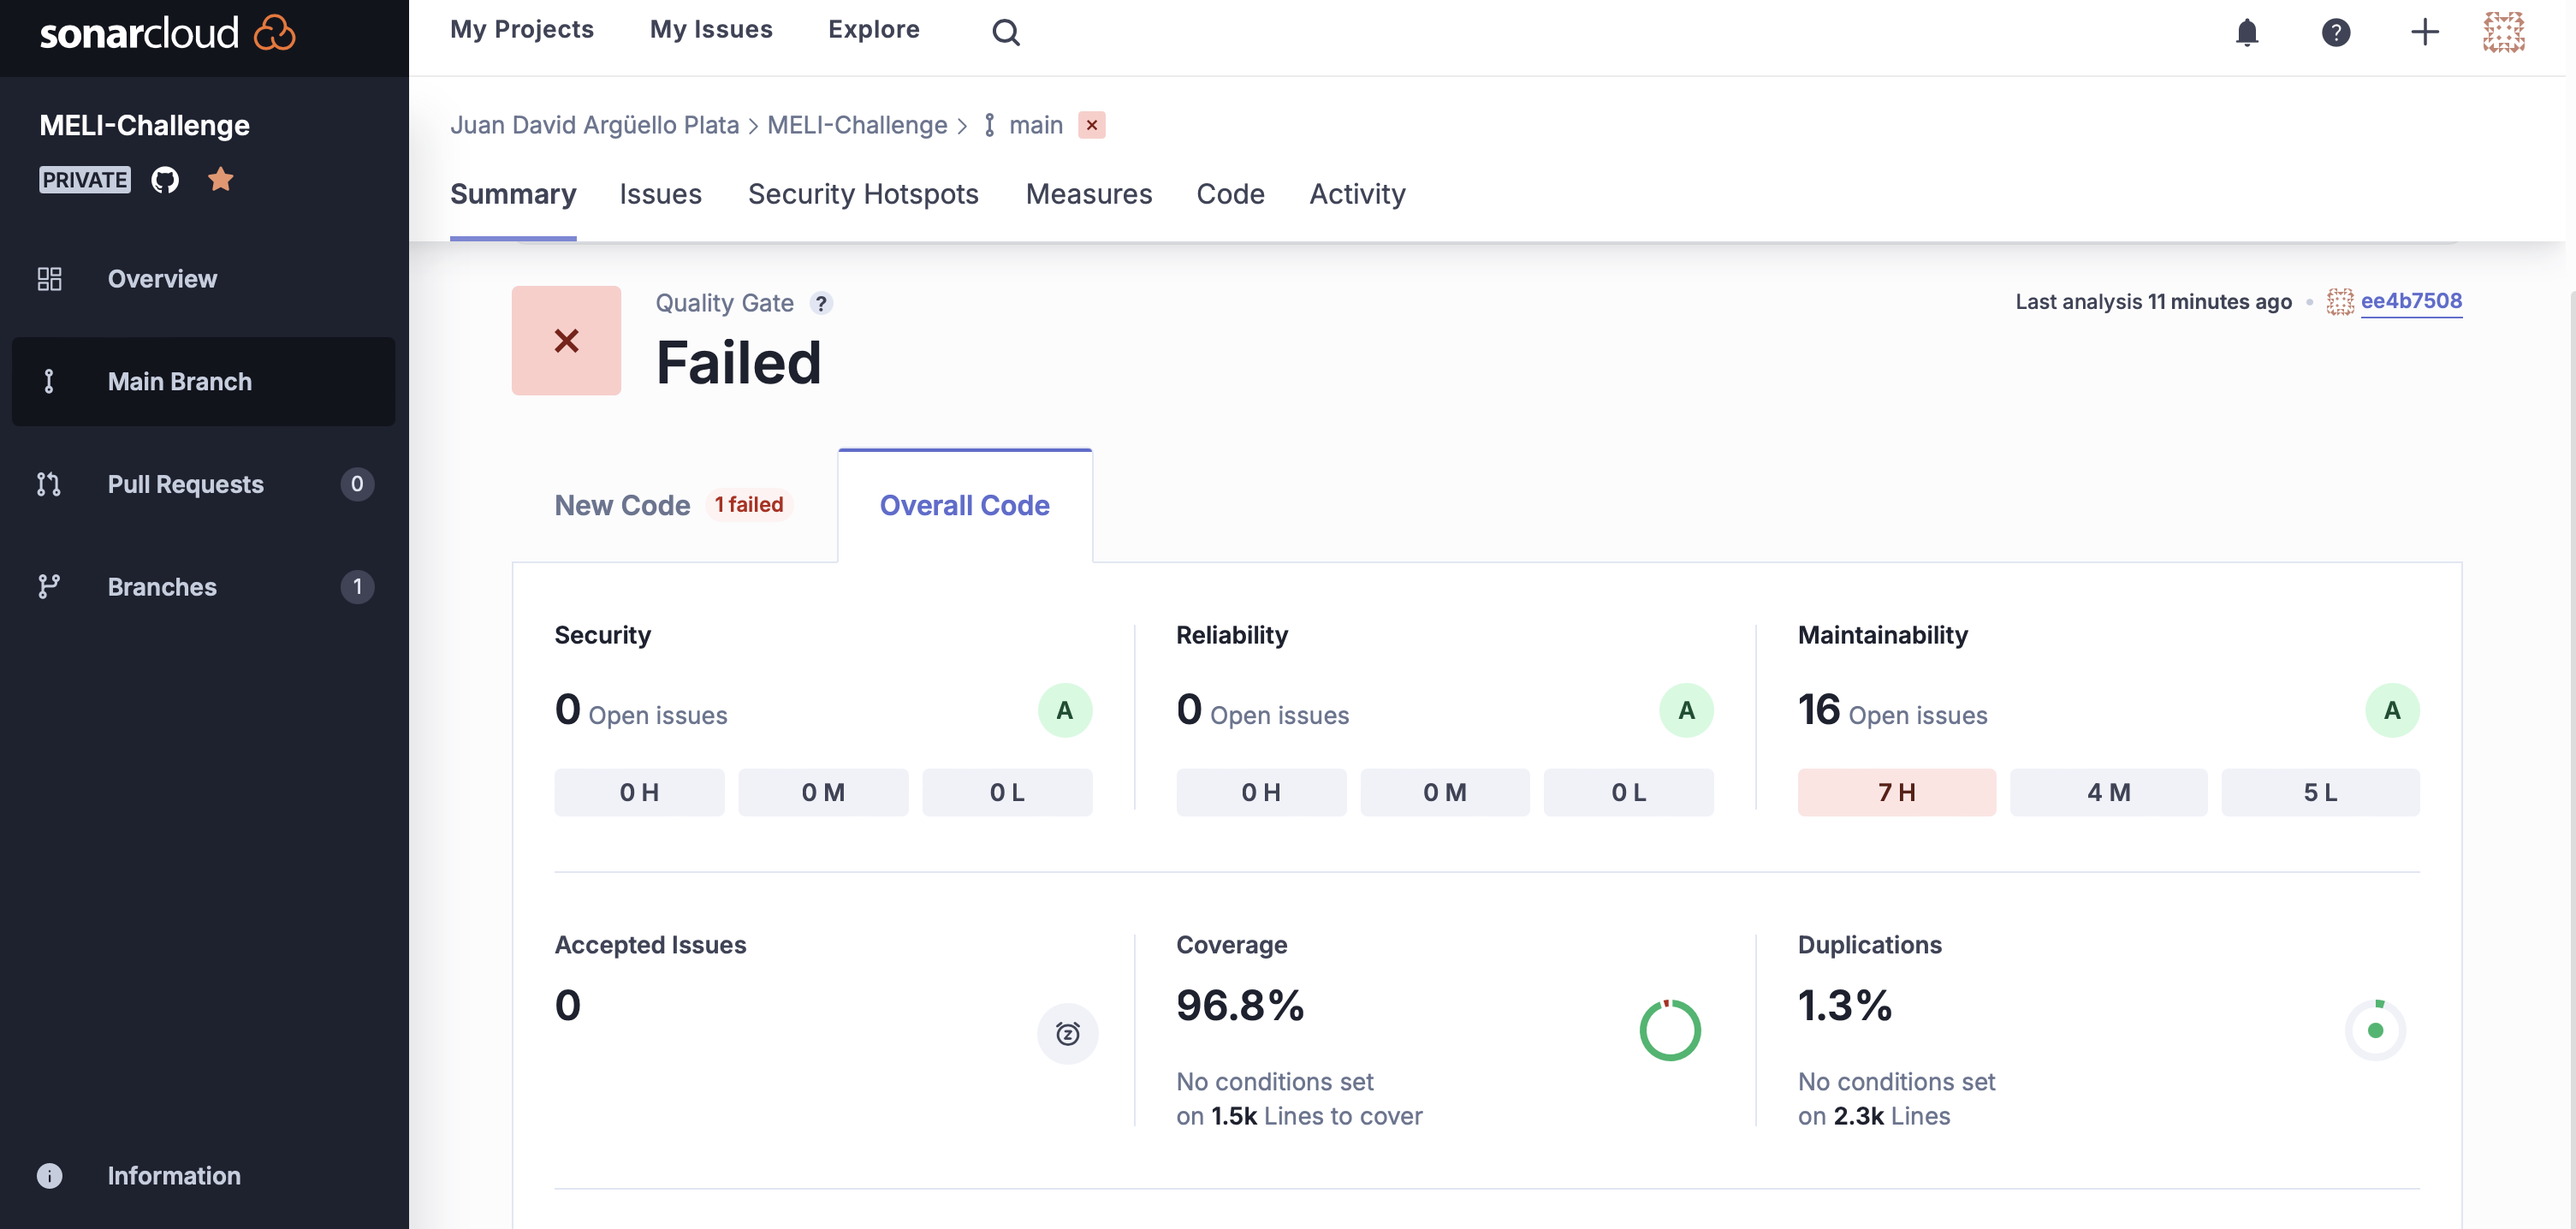 sonarcloud
My Projects My Issues Explore
?
MELI-Challenge
PRIVATE
Overview
Main Branch
Pull Requests 0
Branches 1
Information
Juan David Argüello Plata > MELI-Challenge > main
Summary Issues Security Hotspots Measures Code Activity
Quality Gate ?
Failed
Last analysis 11 minutes ago • ee4b7508
New Code 1 failed Overall Code
Security
0 Open issues A
0 H 0 M 0 L
Reliability
0 Open issues A
0 H 0 M 0 L
Maintainability
16 Open issues A
7 H 4 M 5 L
Accepted Issues
0
Coverage
96.8%
No conditions set
on 1.5k Lines to cover
Duplications
1.3%
No conditions set
on 2.3k Lines